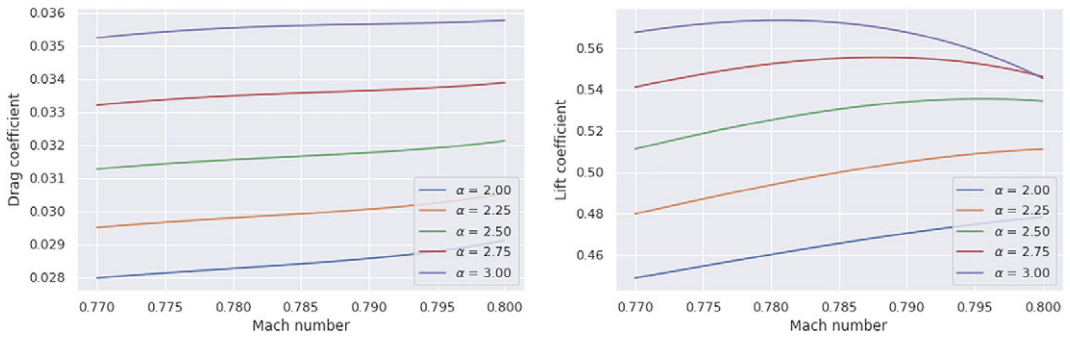 0.036
0.035
0.034
0.033
0.032
0.031
0.030
0.029
0.028
Drag coefficient
0.770 0.775 0.780 0.785 0.790 0.795 0.800
Mach number
α = 2.00
α = 2.25
α = 2.50
α = 2.75
α = 3.00
0.56
0.54
0.52
0.50
0.48
0.46
Lift coefficient
0.770 0.775 0.780 0.785 0.790 0.795 0.800
Mach number
α = 2.00
α = 2.25
α = 2.50
α = 2.75
α = 3.00